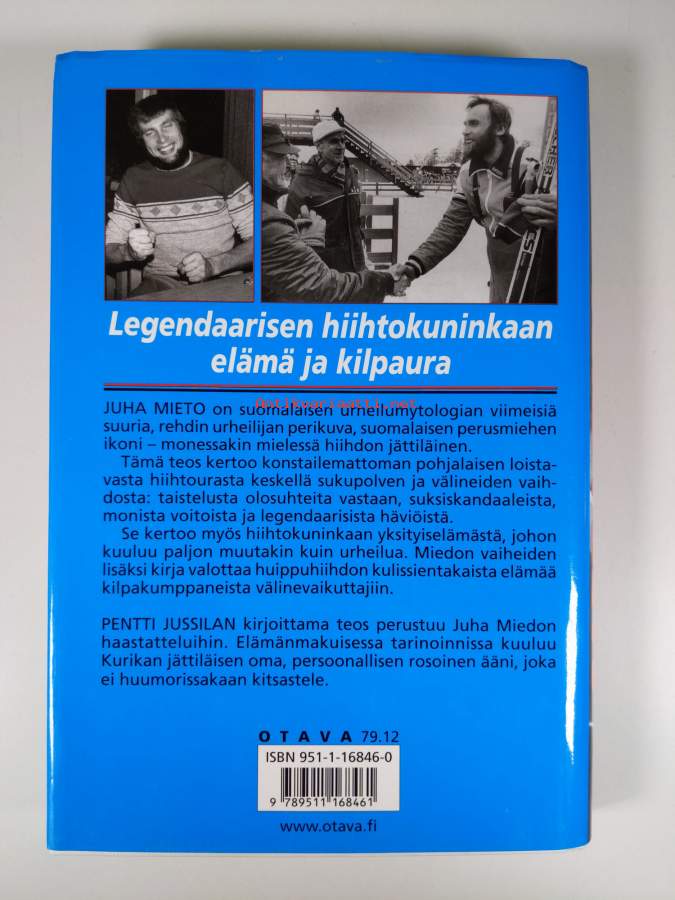 Legendaarisen hiihtokuninkaan
elämä ja kilpaura
Antikvariaatti.net
JUHA MIETO on suomalaisen urheilumytologian viimeisiä
suuria, rehdin urheilijan perikuva, suomalaisen perusmiehen
ikoni – monessakin mielessä hiihdon jättiläinen.
Tämä teos kertoo konstailemattoman pohjalaisen loista-
vasta hiihtourasta keskellä sukupolven ja välineiden vaih-
dosta: taistelusta olosuhteita vastaan, suksiskandaaleista,
monista voitoista ja legendaarisista häviöistä.
Se kertoo myös hiihtokuninkaan yksityiselämästä, johon
kuuluu paljon muutakin kuin urheilua. Miedon vaiheiden
lisäksi kirja valottaa huippuhiihdon kulissientakaista elämää
kilpakumppaneista välinevaikuttajiin.
PENTTI JUSSILAN kirjoittama teos perustuu Juha Miedon
haastatteluihin. Elämänmakuisessa tarinoinnissa kuuluu
Kurikan jättiläisen oma, persoonallisen rosoinen ääni, joka
ei huumorissakaan kitsastele.
OTAVA 79.12
ISBN 951-1-16846-0
9 789511 168461
www.otava.fi